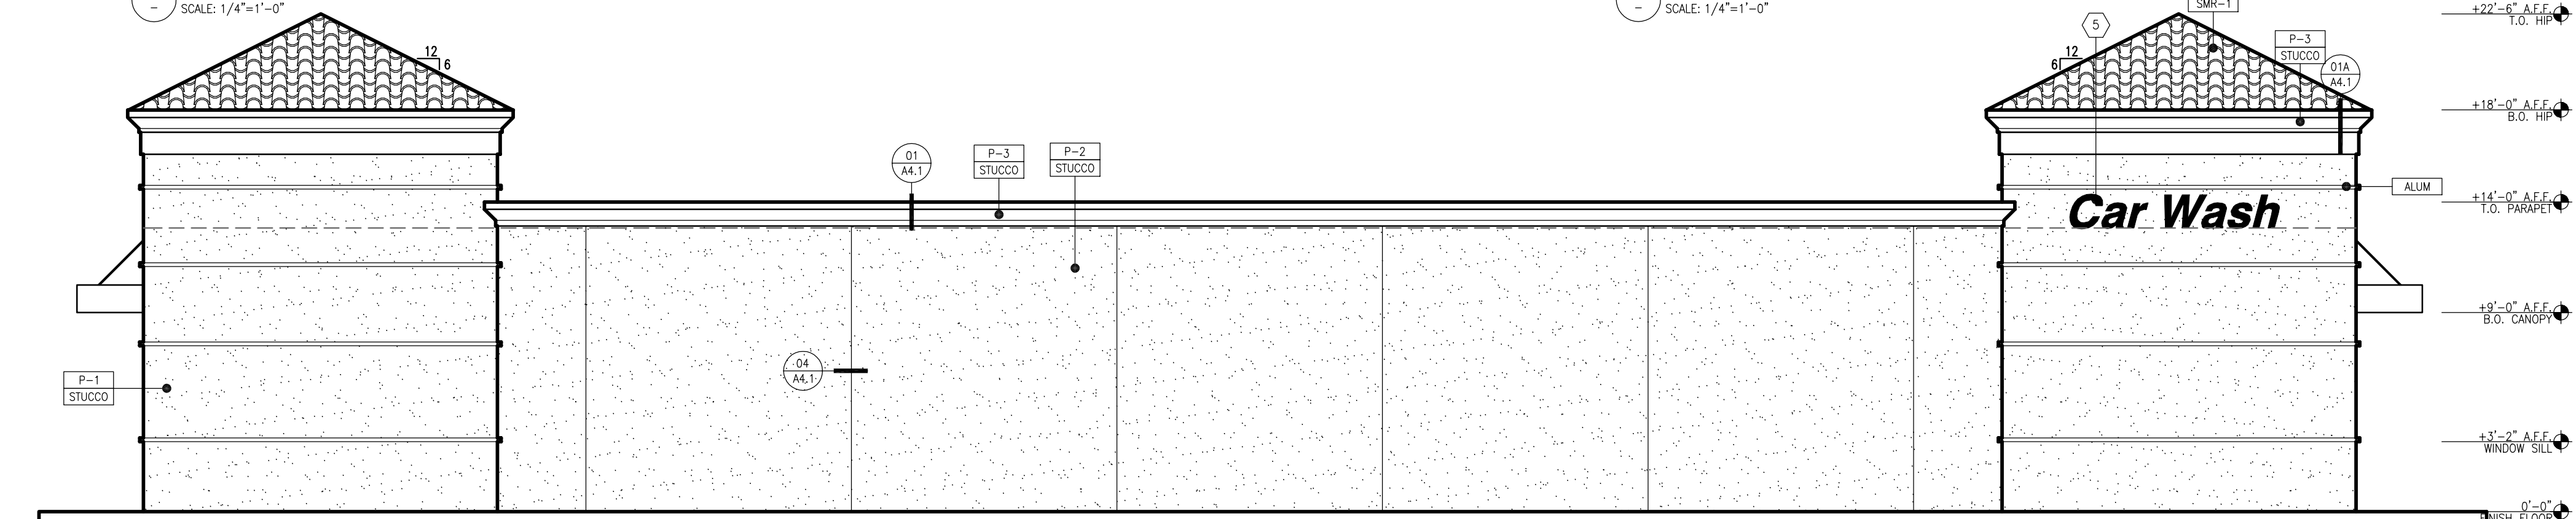 -
SCALE: 1/4"=1'-0"
-
SCALE: 1/4"=1'-0"
SMR-1
+22'-6" A.F.F.
T.O. HIP
5
P-3
STUCCO
12
6
12
6
01A
A4.1
+18'-0" A.F.F.
B.O. HIP
01
A4.1
P-3
STUCCO
P-2
STUCCO
ALUM
+14'-0" A.F.F.
T.O. PARAPET
Car Wash
+9'-0" A.F.F.
B.O. CANOPY
04
A4.1
P-1
STUCCO
+3'-2" A.F.F.
WINDOW SILL
0'-0"
FINISH FLOOR